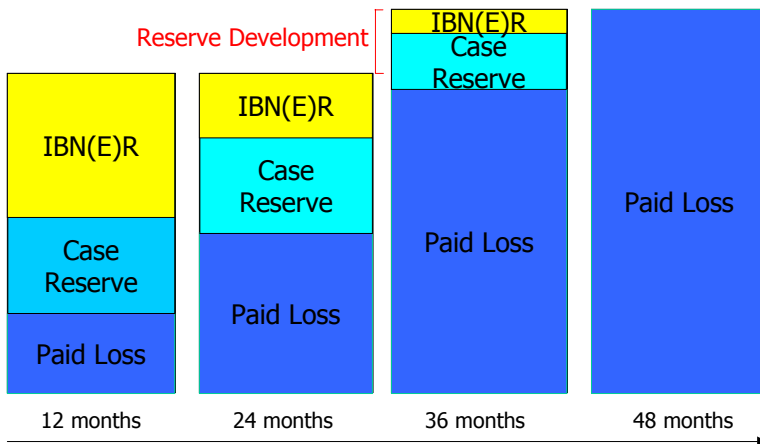 Reserve Development
IBN(E)R
Case
Reserve
Paid Loss
IBN(E)R
Case
Reserve
Paid Loss
IBN(E)R
Case
Reserve
Paid Loss
Paid Loss
12 months
24 months
36 months
48 months